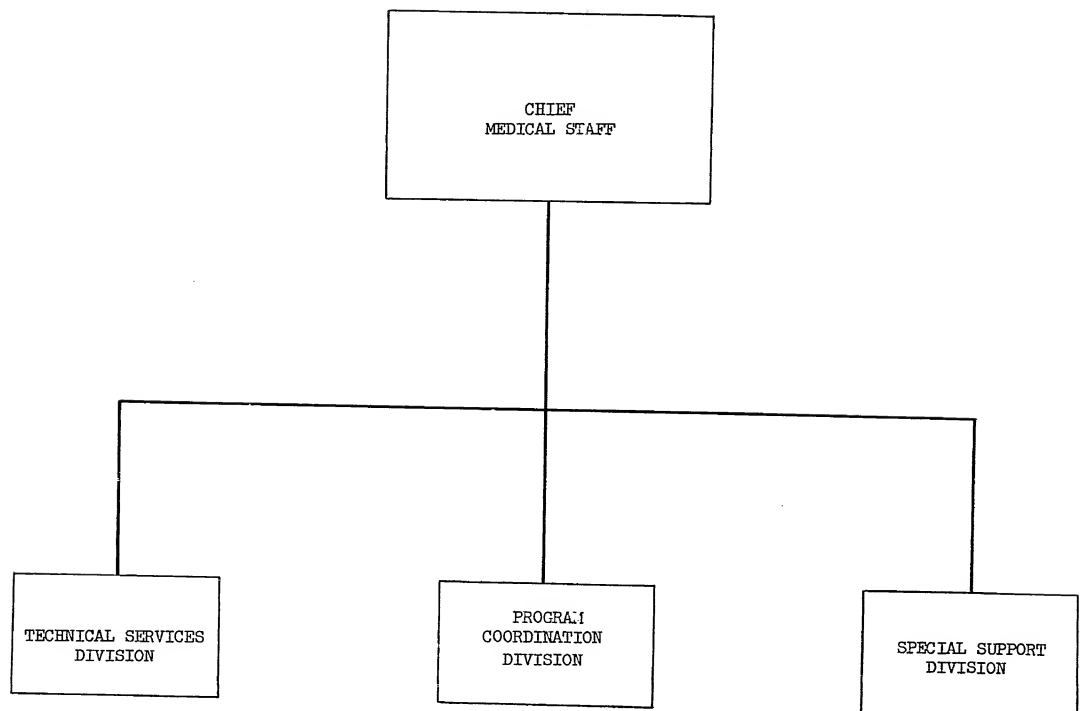 CHIEF
MEDICAL STAFF
TECHNICAL SERVICES
DIVISION
PROGRAM
COORDINATION
DIVISION
SPECIAL SUPPORT
DIVISION